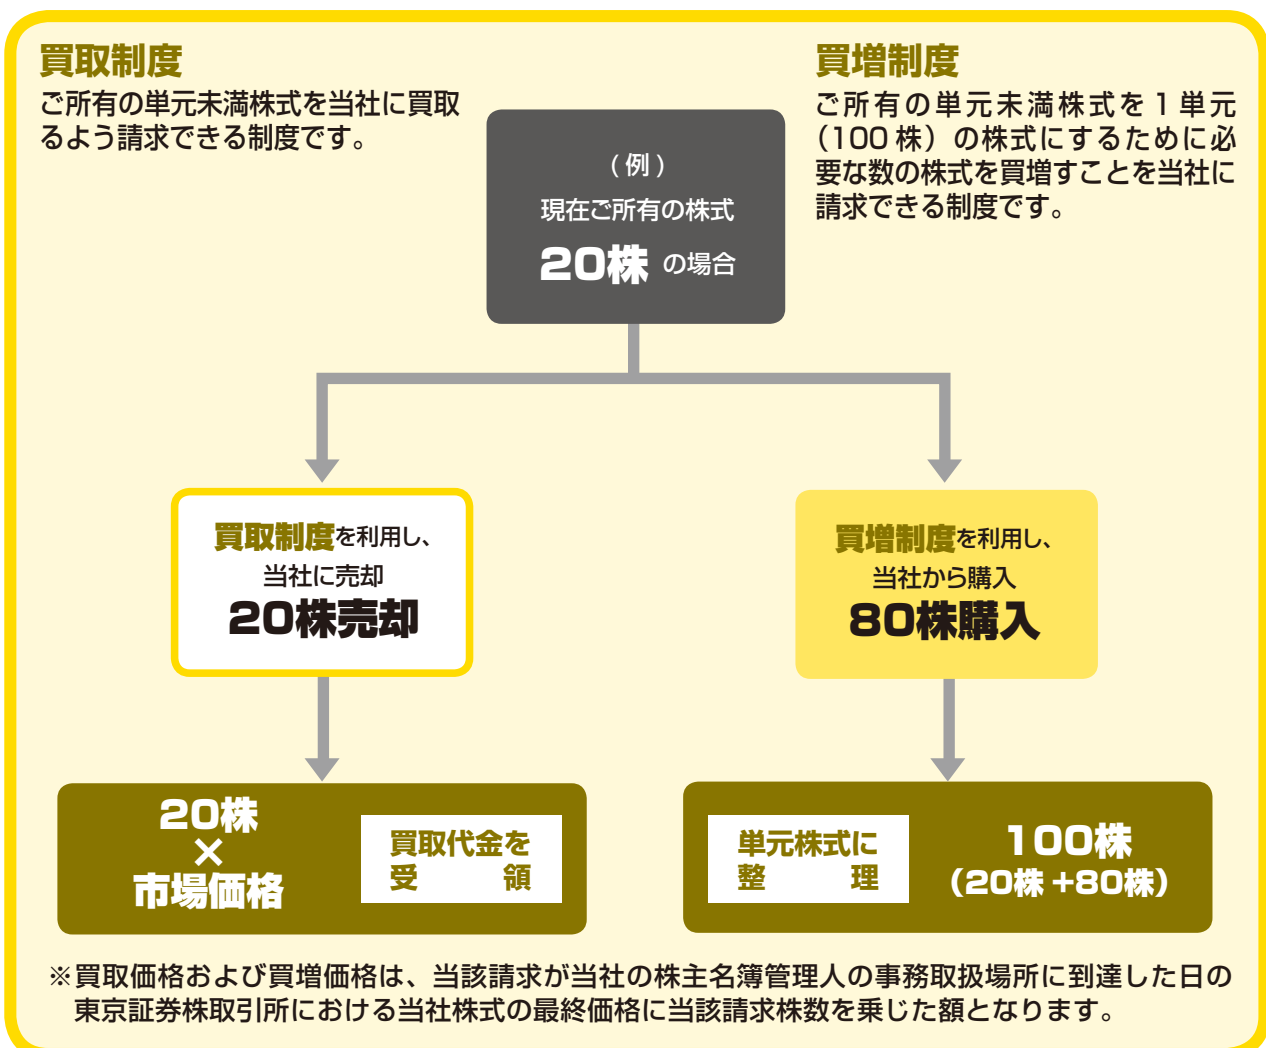 買取制度
ご所有の単元未満株式を当社に買取
るよう請求できる制度です。
買増制度
ご所有の単元未満株式を1単元
(100株)の株式にするために必
要な数の株式を買増すことを当社に
請求できる制度です。
(例)
現在ご所有の株式
20株 の場合
買取制度を利用し、
当社に売却
20株売却
買増制度を利用し、
当社から購入
80株購入
20株
×
市場価格
買取代金を
受 領
単元株式に
整 理
100株
(20株+80株)
※買取価格および買増価格は、当該請求が当社の株主名簿管理人の事務取扱場所に到達した日の
東京証券株取引所における当社株式の最終価格に当該請求株数を乗じた額となります。